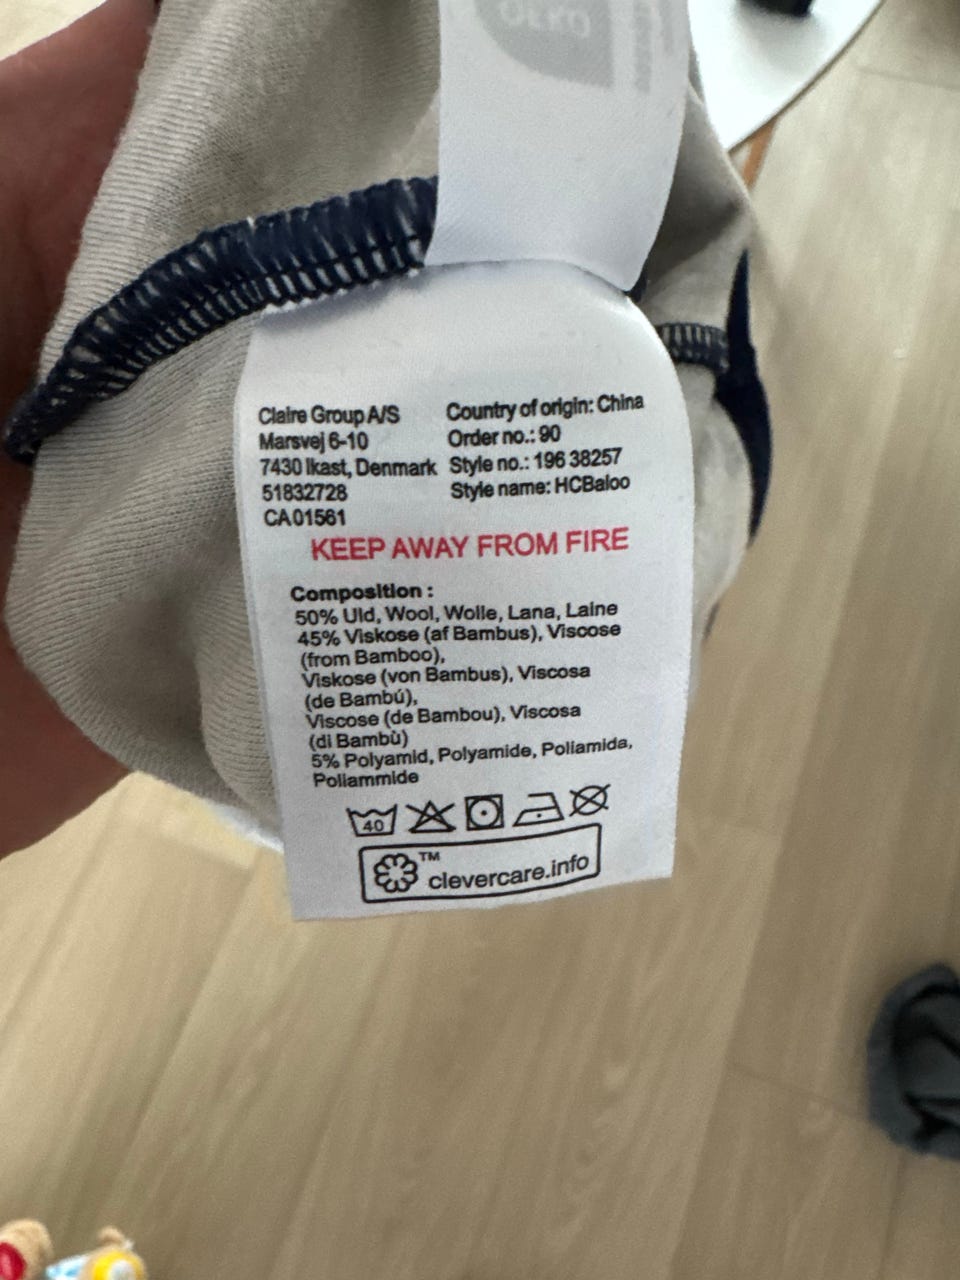 ØEKO
Claire Group A/S
Marsvej 6-10
7430 Ikast, Denmark
51832728
CA01561
Country of origin: China
Order no.: 90
Style no.: 196 38257
Style name: HCBaloo
KEEP AWAY FROM FIRE
Composition :
50% Uld, Wool, Wolle, Lana, Laine
45% Viskose (af Bambus), Viscose
(from Bamboo),
Viskose (von Bambus), Viscosa
(de Bambú),
Viscose (de Bambou), Viscosa
(di Bambù)
5% Polyamid, Polyamide, Poliamida,
Poliammide
40
TM
clevercare.info